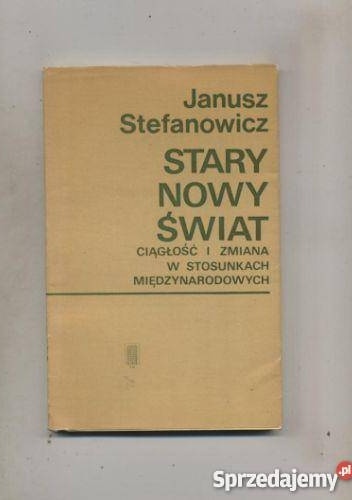 Janusz
Stefanowicz
STARY
NOWY
ŚWIAT
CIĄGŁOŚĆ I ZMIANA
W STOSUNKACH
MIĘDZYNARODOWYCH
Sprzedajemy.pl